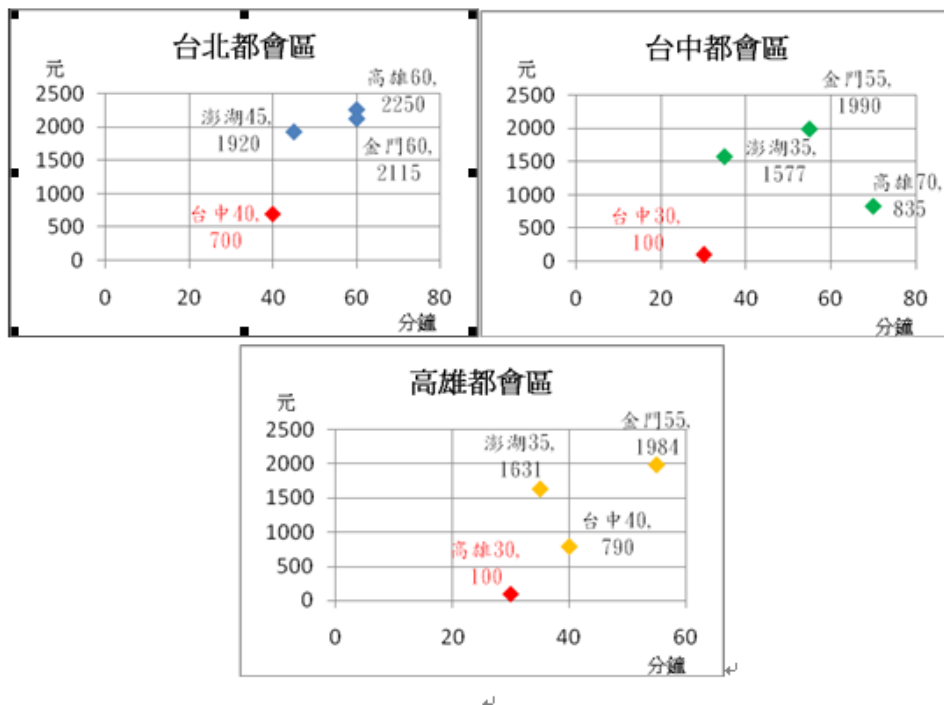 台北都會區
元
2500
2000
1500
1000
500
0
高雄60,
2250
澎湖45,
1920
金門60,
2115
台中40,
700
0 20 40 60 80
分鐘
台中都會區
元
2500
2000
1500
1000
500
0
金門55,
1990
澎湖35,
1577
高雄70,
835
台中30,
100
0 20 40 60 80
分鐘
高雄都會區
元
2500
2000
1500
1000
500
0
金門55,
1984
澎湖35,
1631
台中40,
790
高雄30,
100
0 20 40 60
分鐘